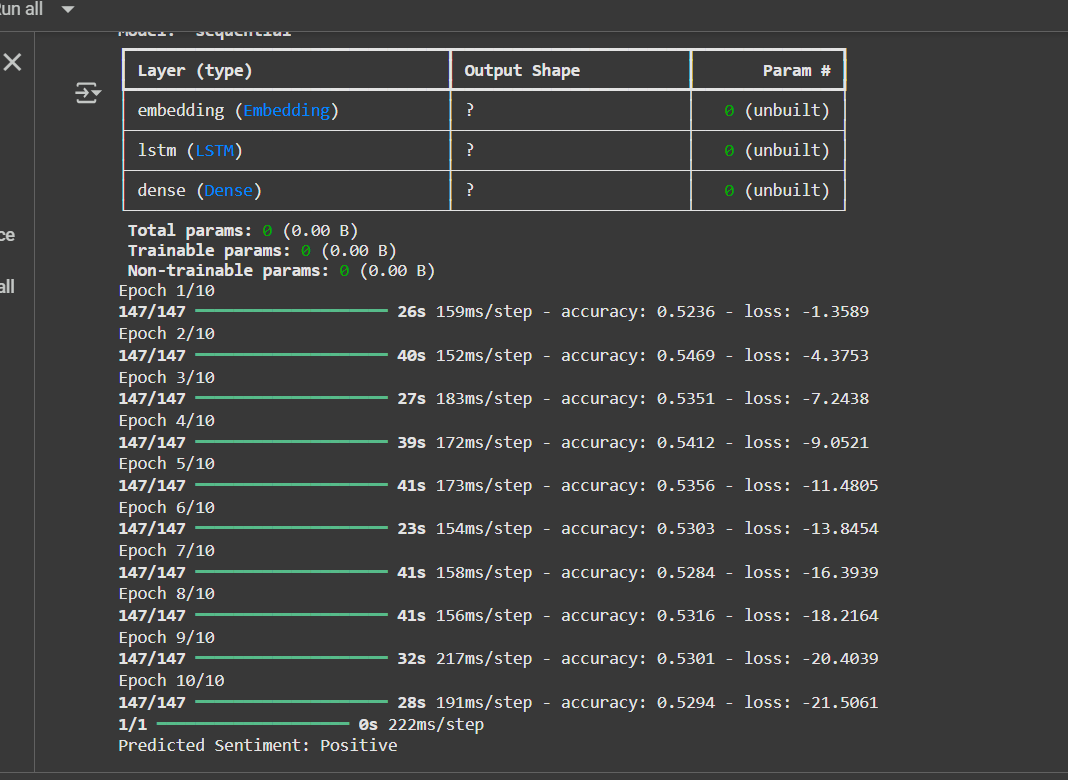 un all
Model: "sequential"
Layer (type) Output Shape Param #
embedding (Embedding) ? 0 (unbuilt)
lstm (LSTM) ? 0 (unbuilt)
dense (Dense) ? 0 (unbuilt)
Total params: 0 (0.00 B)
Trainable params: 0 (0.00 B)
Non-trainable params: 0 (0.00 B)
ce
all
Epoch 1/10
147/147 26s 159ms/step - accuracy: 0.5236 - loss: -1.3589
Epoch 2/10
147/147 40s 152ms/step - accuracy: 0.5469 - loss: -4.3753
Epoch 3/10
147/147 27s 183ms/step - accuracy: 0.5351 - loss: -7.2438
Epoch 4/10
147/147 39s 172ms/step - accuracy: 0.5412 - loss: -9.0521
Epoch 5/10
147/147 41s 173ms/step - accuracy: 0.5356 - loss: -11.4805
Epoch 6/10
147/147 23s 154ms/step - accuracy: 0.5303 - loss: -13.8454
Epoch 7/10
147/147 41s 158ms/step - accuracy: 0.5284 - loss: -16.3939
Epoch 8/10
147/147 41s 156ms/step - accuracy: 0.5316 - loss: -18.2164
Epoch 9/10
147/147 32s 217ms/step - accuracy: 0.5301 - loss: -20.4039
Epoch 10/10
147/147 28s 191ms/step - accuracy: 0.5294 - loss: -21.5061
1/1 0s 222ms/step
Predicted Sentiment: Positive